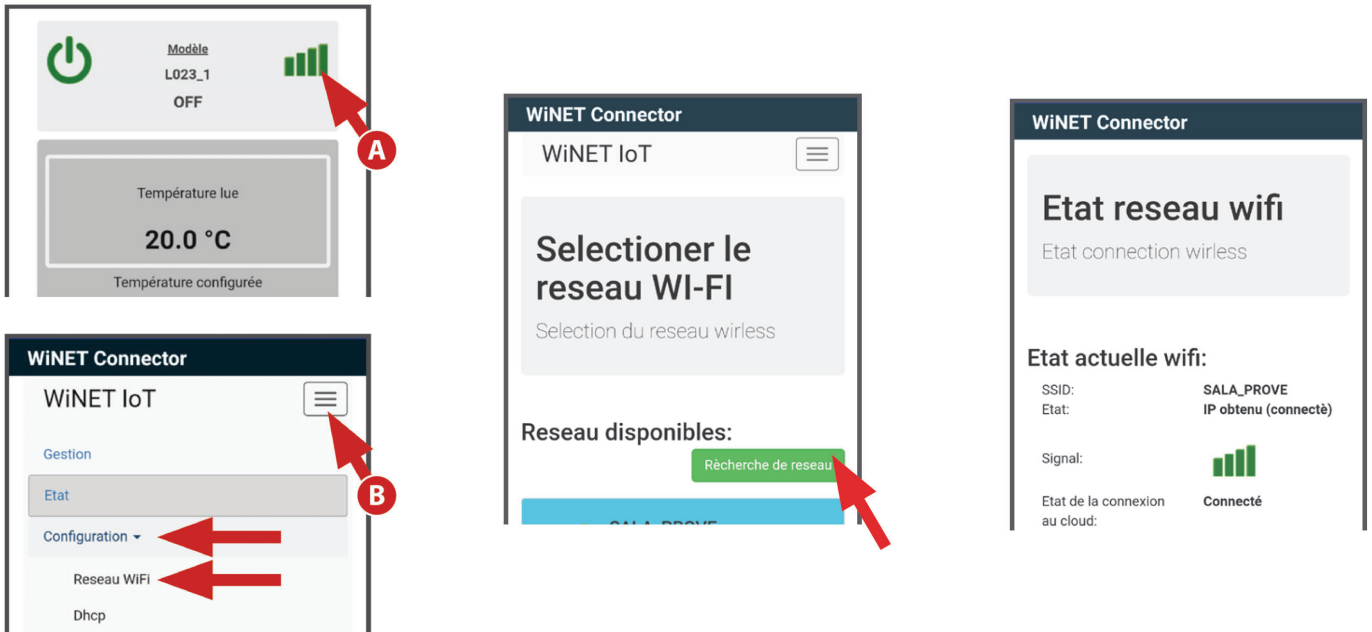 Modèle
L023_1
OFF
A
Température lue
20.0 °C
Température configurée
WiNET Connector
WiNET IoT
Gestion
B
Etat
Configuration
Reseau WiFi
Dhcp
WiNET Connector
WiNET IoT
Selectioner le
reseau WI-FI
Selection du reseau wirless
Reseau disponibles:
Rècherche de reseau
SALA_PROVE
WiNET Connector
Etat reseau wifi
Etat connection wirless
Etat actuelle wifi:
SSID: SALA_PROVE
Etat: IP obtenu (connectè)
Signal:
Etat de la connexion Connecté
au cloud: